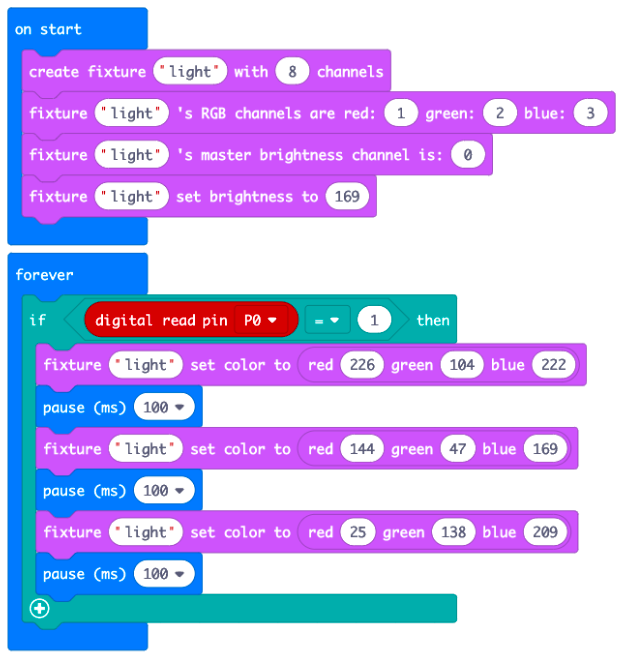 on start
create fixture "light" with 8 channels
fixture "light" 's RGB channels are red: 1 green: 2 blue: 3
fixture "light" 's master brightness channel is: 0
fixture "light" set brightness to 169
forever
if digital read pin P0 = 1 then
fixture "light" set color to red 226 green 104 blue 222
pause (ms) 100
fixture "light" set color to red 144 green 47 blue 169
pause (ms) 100
fixture "light" set color to red 25 green 138 blue 209
pause (ms) 100